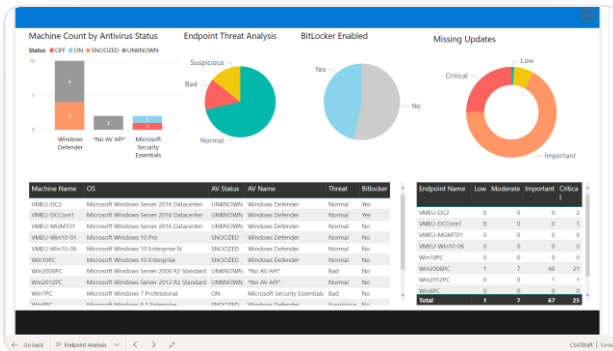 Machine Count by Antivirus Status
Endpoint Threat Analysis
BitLocker Enabled
Missing Updates
Status OFF ON SNOOZED UNKNOWN
10
5
0
Windows Defender
"No AV API"
2
Microsoft Security Essentials
1
Suspicious
Bad
Normal
Yes
No
Low
Critical
Important
Machine Name OS AV Status AV Name Threat Bitlocker
VMEU-DC2 Microsoft Windows Server 2016 Datacenter UNKNOWN Windows Defender Normal Yes
VMEU-DCCore1 Microsoft Windows Server 2016 Datacenter UNKNOWN Windows Defender Normal Yes
VMEU-MGMT01 Microsoft Windows Server 2016 Datacenter UNKNOWN Windows Defender Normal No
VMEU-Win10-01 Microsoft Windows 10 Pro SNOOZED Windows Defender Normal No
VMEU-Win10-06 Microsoft Windows 10 Enterprise N SNOOZED Windows Defender Normal No
Win10PC Microsoft Windows 10 Enterprise SNOOZED Windows Defender Normal No
Win2008PC Microsoft Windows Server 2008 R2 Standard UNKNOWN "No AV API" Bad No
Win2012PC Microsoft Windows Server 2012 R2 Standard UNKNOWN "No AV API" Normal No
Win7PC Microsoft Windows 7 Professional ON Microsoft Security Essentials Bad No
Endpoint Name Low Moderate Important Critica
l
VMEU-DC2 0 0 0 2
VMEU-DCCore1 0 0 0 1
VMEU-MGMT01 0 0 0 0
VMEU-Win10-06 0 0 0 0
Win10PC 0 0 0 0
Win2008PC 1 7 66 21
Win2012PC 0 0 1 1
Win8PC 0 0 0 0
Total 1 7 67 25
Go back
Endpoint Analysis
CSATdraft